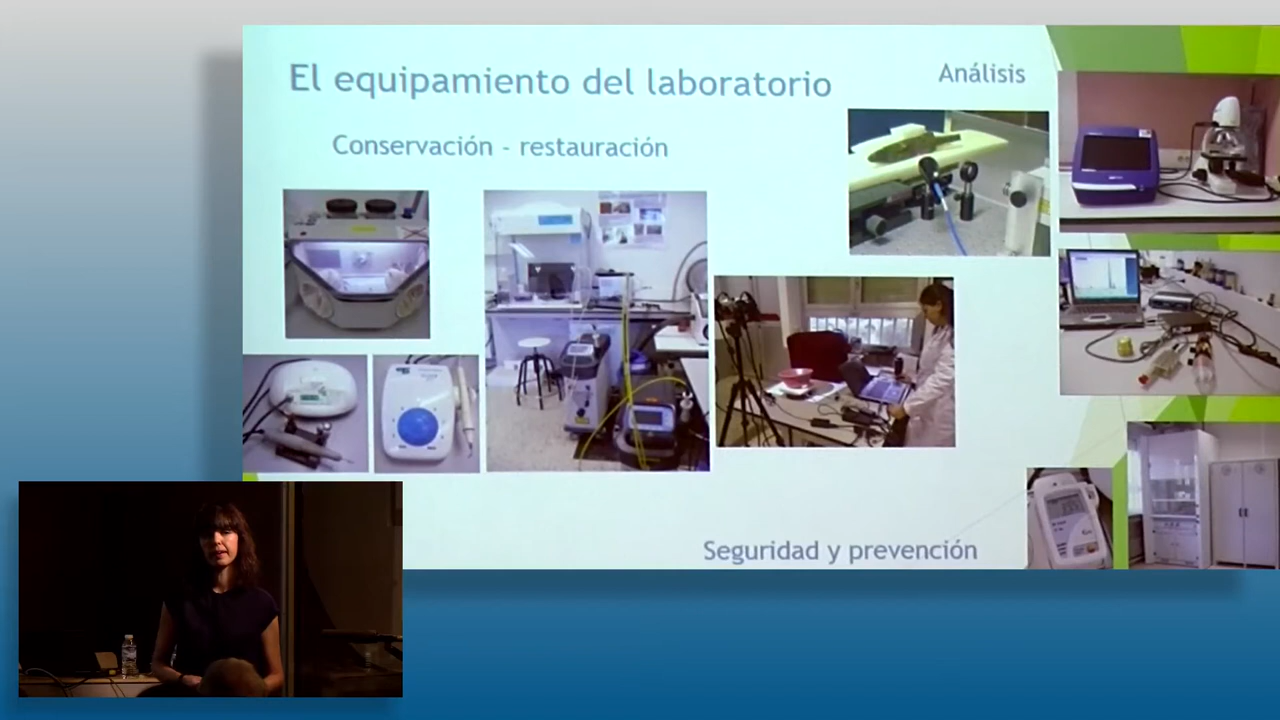 El equipamiento del laboratorio
Análisis
Conservación - restauración
Seguridad y prevención